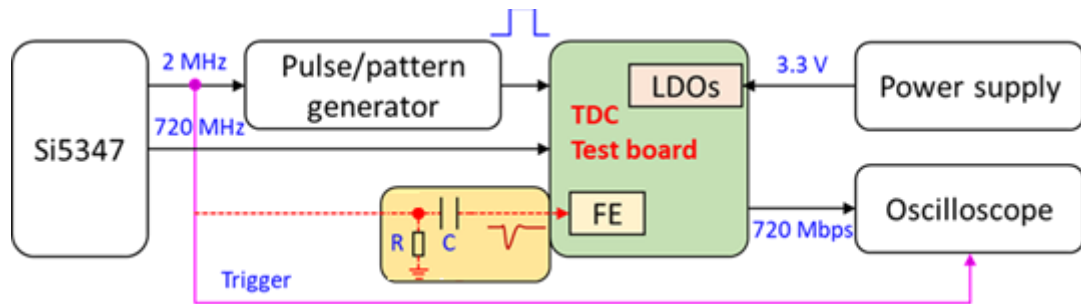 2 MHz
Pulse/pattern
generator
3.3 V
LDOs
Power supply
720 MHz
TDC
Test board
Si5347
FE
R
C
720 Mbps
Oscilloscope
Trigger